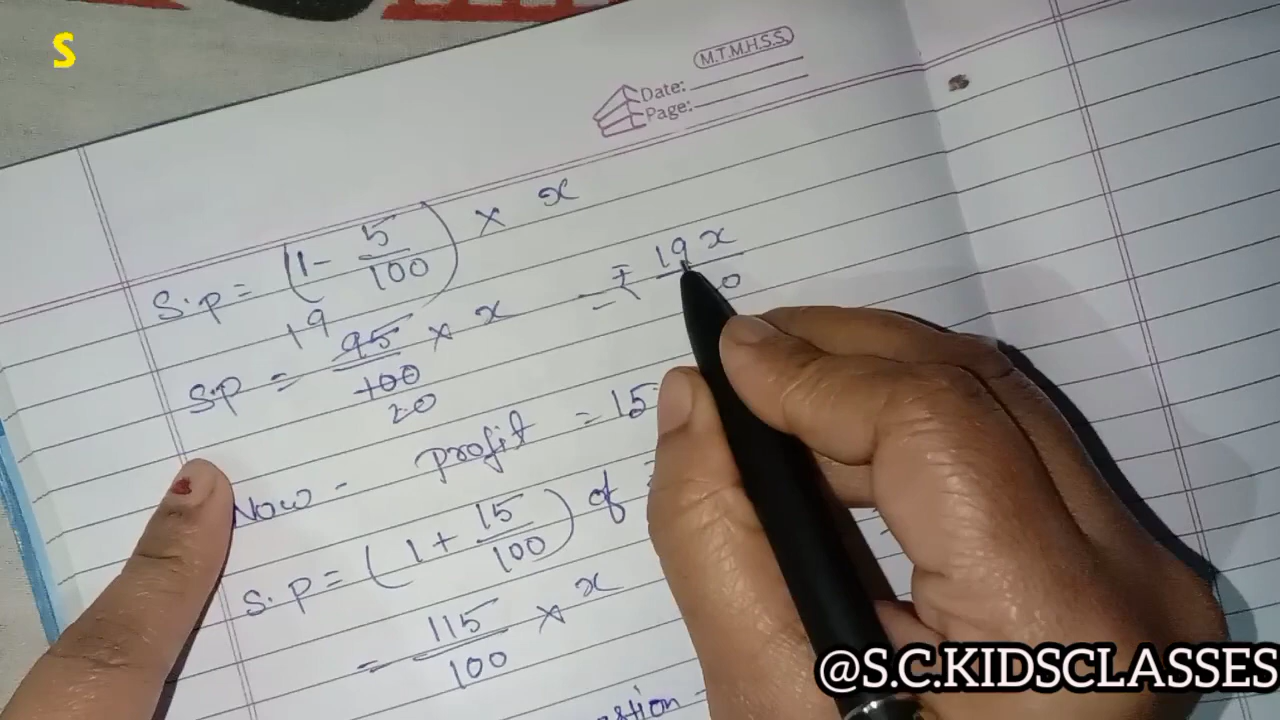 S
M.T.M.H.S.S.
Date:
Page:
S.P = (1 - 5/100) × x
S.P = 95/100 × x = ₹ 19x/ 0
19
20
Now - profit = 15
S.P = (1 + 15/100) of
= 115/100 × x
@S.C.KIDSCLASSES